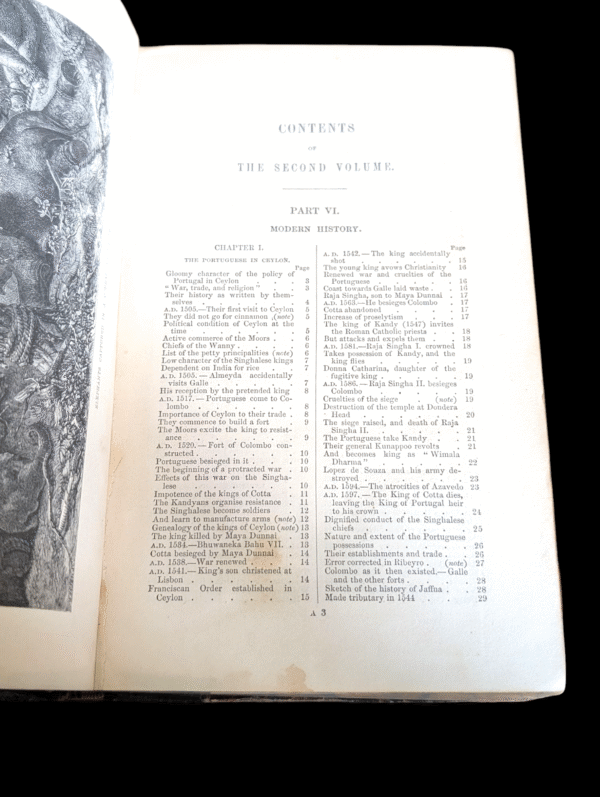 CONTENTS
OF
THE SECOND VOLUME.
PART VI.
MODERN HISTORY.
CHAPTER I.
THE PORTUGUESE IN CEYLON.
Page
Gloomy character of the policy of
Portugal in Ceylon . . . 3
"War, trade, and religion" . . 3
Their history as written by them-
selves . . . . . . 4
A.D. 1505.—Their first visit to Ceylon 5
They did not go for cinnamon (note) 5
Political condition of Ceylon at the
time . . . . . . 5
Active commerce of the Moors . . 6
Chiefs of the Wanny . . . . 6
List of the petty principalities (note) 6
Low character of the Singhalese kings 7
Dependent on India for rice . . 7
A.D. 1505. — Almeyda accidentally
visits Galle . . . . . 7
His reception by the pretended king 8
A.D. 1517.—Portuguese come to Co-
lombo . . . . . . 8
Importance of Ceylon to their trade . 8
They commence to build a fort . 9
The Moors excite the king to resist-
ance . . . . . . 9
A.D. 1520.—Fort of Colombo con-
structed . . . . . . 10
Portuguese besieged in it . . . 10
The beginning of a protracted war . 10
Effects of this war on the Singha-
lese . . . . . . 10
Impotence of the kings of Cotta . 11
The Kandyans organise resistance . 11
The Singhalese become soldiers . 12
And learn to manufacture arms (note) 12
Genealogy of the kings of Ceylon (note) 13
The king killed by Maya Dunnai . 13
A.D. 1534.—Bhuwaneka Bahu VII. . 13
Cotta besieged by Maya Dunnai . 14
A.D. 1538.—War renewed . . . 14
A.D. 1541.—King's son christened at
Lisbon . . . . . . 14
Franciscan Order established in
Ceylon . . . . . . 15
Page
A.D. 1542.—The king accidentally
shot . . . . . . 15
The young king avows Christianity 16
Renewed war and cruelties of the
Portuguese . . . . . 16
Coast towards Galle laid waste . . 16
Raja Singha, son to Maya Dunnai . 17
A.D. 1563.—He besieges Colombo . 17
Cotta abandoned . . . . 17
Increase of proselytism . . . 17
The king of Kandy (1547) invites
the Roman Catholic priests . . 18
But attacks and expels them . . 18
A.D. 1581.—Raja Singha I. crowned 18
Takes possession of Kandy, and the
king flies . . . . . . 19
Donna Catharina, daughter of the
fugitive king . . . . . 19
A.D. 1586.—Raja Singha II. besieges
Colombo . . . . . . 19
Cruelties of the siege . (note) 19
Destruction of the temple at Dondera
Head . . . . . . 20
The siege raised, and death of Raja
Singha II. . . . . . 21
The Portuguese take Kandy . . 21
Their general Kunappoo revolts . 21
And becomes king as "Wimala
Dharma" . . . . . 22
Lopez de Souza and his army de-
stroyed . . . . . . 23
A.D. 1594.—The atrocities of Azavedo 23
A.D. 1597. — The King of Cotta dies,
leaving the King of Portugal heir
to his crown . . . . . 24
Dignified conduct of the Singhalese
chiefs . . . . . . 25
Nature and extent of the Portuguese
possessions . . . . . 26
Their establishments and trade . . 26
Error corrected in Ribeyro . (note) 27
Colombo as it then existed.—Galle
and the other forts . . . . 28
Sketch of the history of Jaffna . . 28
Made tributary in 1544 . . . 29
A 3